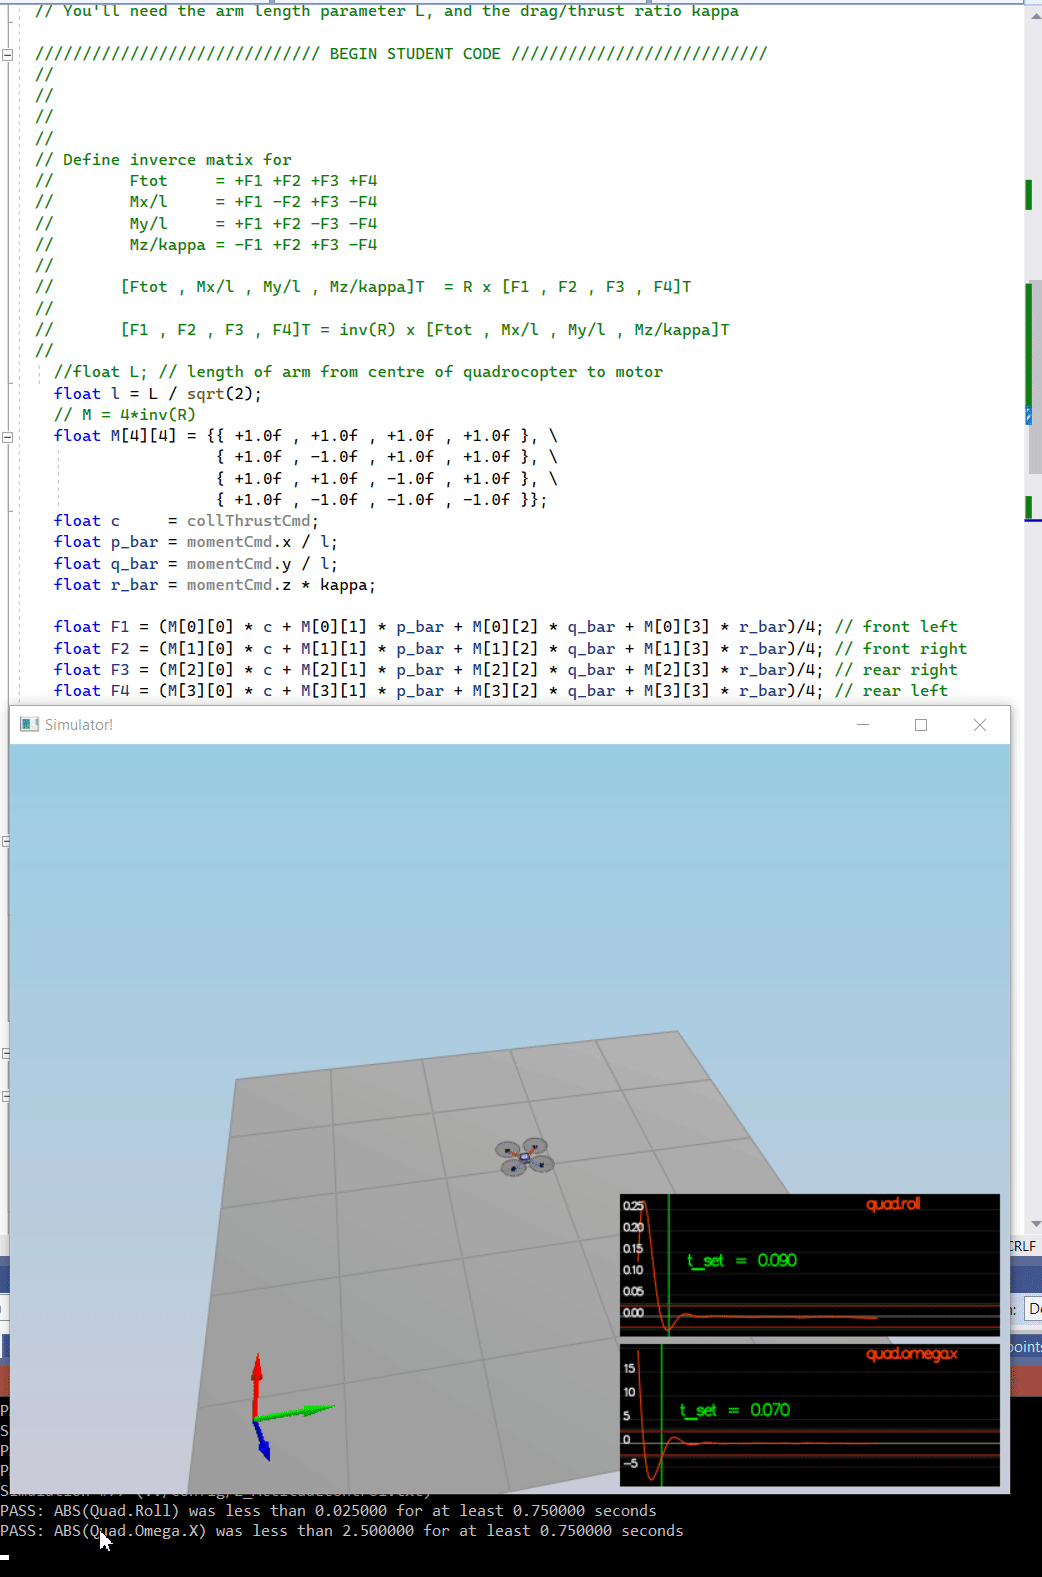 // You'll need the arm length parameter L, and the drag/thrust ratio kappa
////////////////////////////// BEGIN STUDENT CODE ///////////////////////////
//
//
//
//
// Define inverce matix for
//        Ftot     = +F1 +F2 +F3 +F4
//        Mx/l     = +F1 -F2 +F3 -F4
//        My/l     = +F1 +F2 -F3 -F4
//        Mz/kappa = -F1 +F2 +F3 -F4
//
//       [Ftot , Mx/l , My/l , Mz/kappa]T  = R x [F1 , F2 , F3 , F4]T
//
//       [F1 , F2 , F3 , F4]T = inv(R) x [Ftot , Mx/l , My/l , Mz/kappa]T
//
//float L; // length of arm from centre of quadrocopter to motor
float l = L / sqrt(2);
// M = 4*inv(R)
float M[4][4] = {{ +1.0f , +1.0f , +1.0f , +1.0f }, \
{ +1.0f , -1.0f , +1.0f , +1.0f }, \
{ +1.0f , +1.0f , -1.0f , +1.0f }, \
{ +1.0f , -1.0f , -1.0f , -1.0f }};
float c     = collThrustCmd;
float p_bar = momentCmd.x / l;
float q_bar = momentCmd.y / l;
float r_bar = momentCmd.z * kappa;
float F1 = (M[0][0] * c + M[0][1] * p_bar + M[0][2] * q_bar + M[0][3] * r_bar)/4; // front left
float F2 = (M[1][0] * c + M[1][1] * p_bar + M[1][2] * q_bar + M[1][3] * r_bar)/4; // front right
float F3 = (M[2][0] * c + M[2][1] * p_bar + M[2][2] * q_bar + M[2][3] * r_bar)/4; // rear right
float F4 = (M[3][0] * c + M[3][1] * p_bar + M[3][2] * q_bar + M[3][3] * r_bar)/4; // rear left
Simulator!
quad.roll
0.25
0.20
0.15
0.10
0.05
0.00
t_set = 0.090
CRLF
quad.omega.x
15
10
5
0
-5
t_set = 0.070
PASS: ABS(Quad.Roll) was less than 0.025000 for at least 0.750000 seconds
PASS: ABS(Quad.Omega.X) was less than 2.500000 for at least 0.750000 seconds